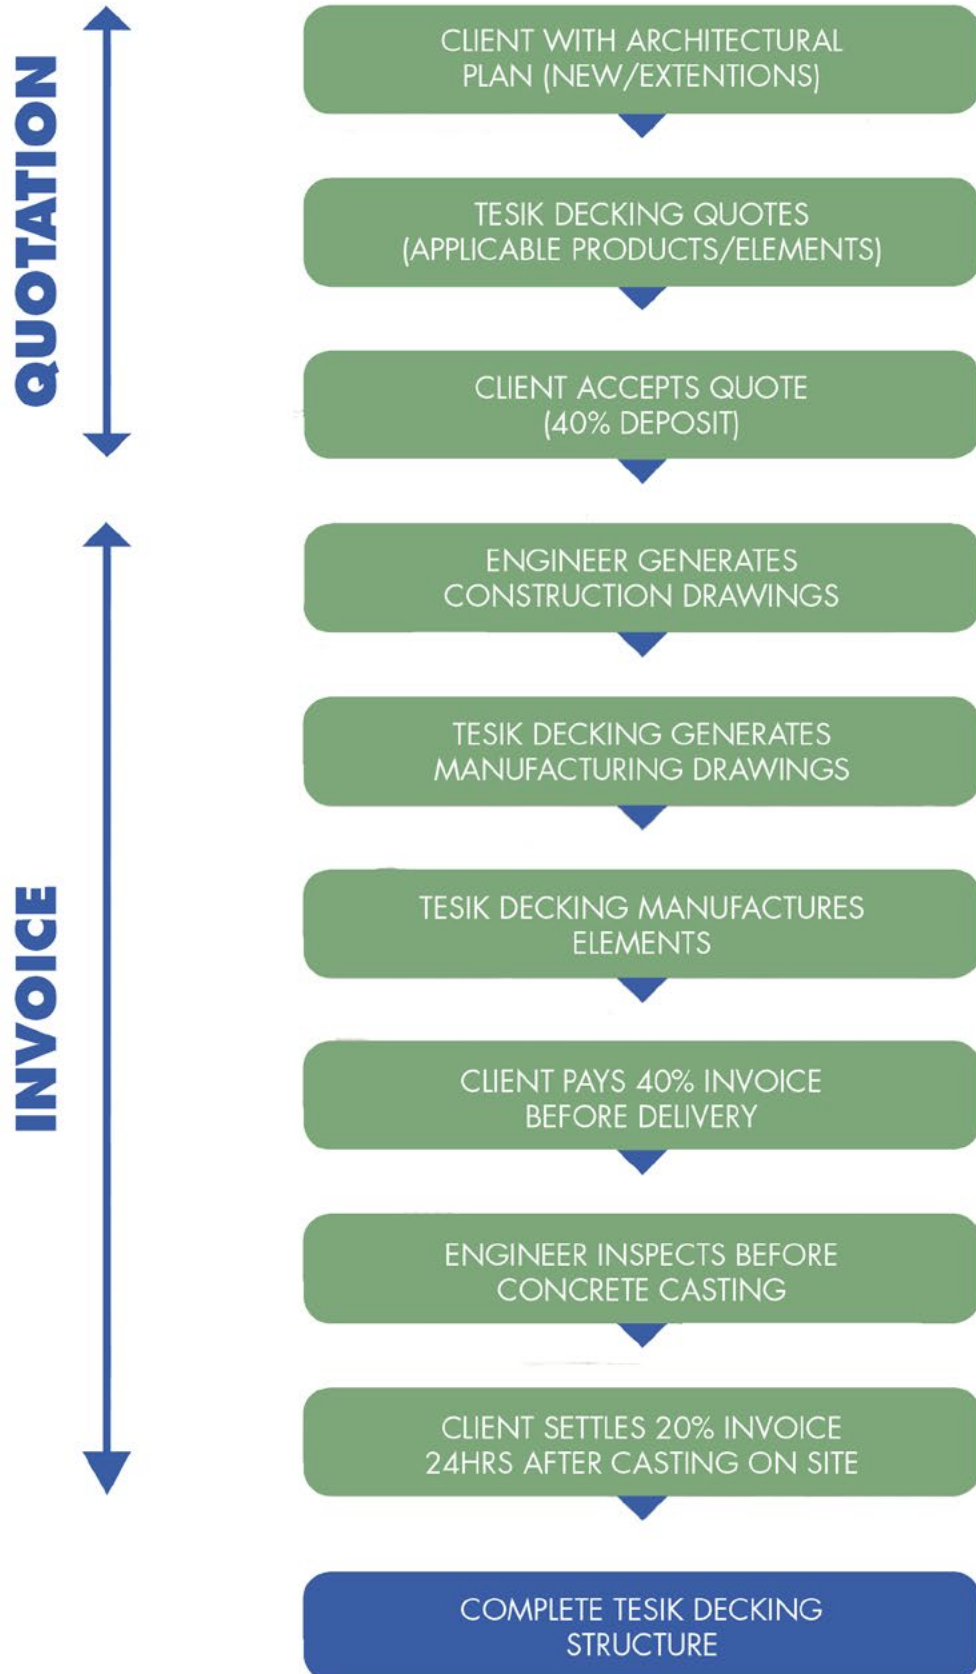 QUOTATION
CLIENT WITH ARCHITECTURAL
PLAN (NEW/EXTENTIONS)
TESIK DECKING QUOTES
(APPLICABLE PRODUCTS/ELEMENTS)
CLIENT ACCEPTS QUOTE
(40% DEPOSIT)
INVOICE
ENGINEER GENERATES
CONSTRUCTION DRAWINGS
TESIK DECKING GENERATES
MANUFACTURING DRAWINGS
TESIK DECKING MANUFACTURES
ELEMENTS
CLIENT PAYS 40% INVOICE
BEFORE DELIVERY
ENGINEER INSPECTS BEFORE
CONCRETE CASTING
CLIENT SETTLES 20% INVOICE
24HRS AFTER CASTING ON SITE
COMPLETE TESIK DECKING
STRUCTURE